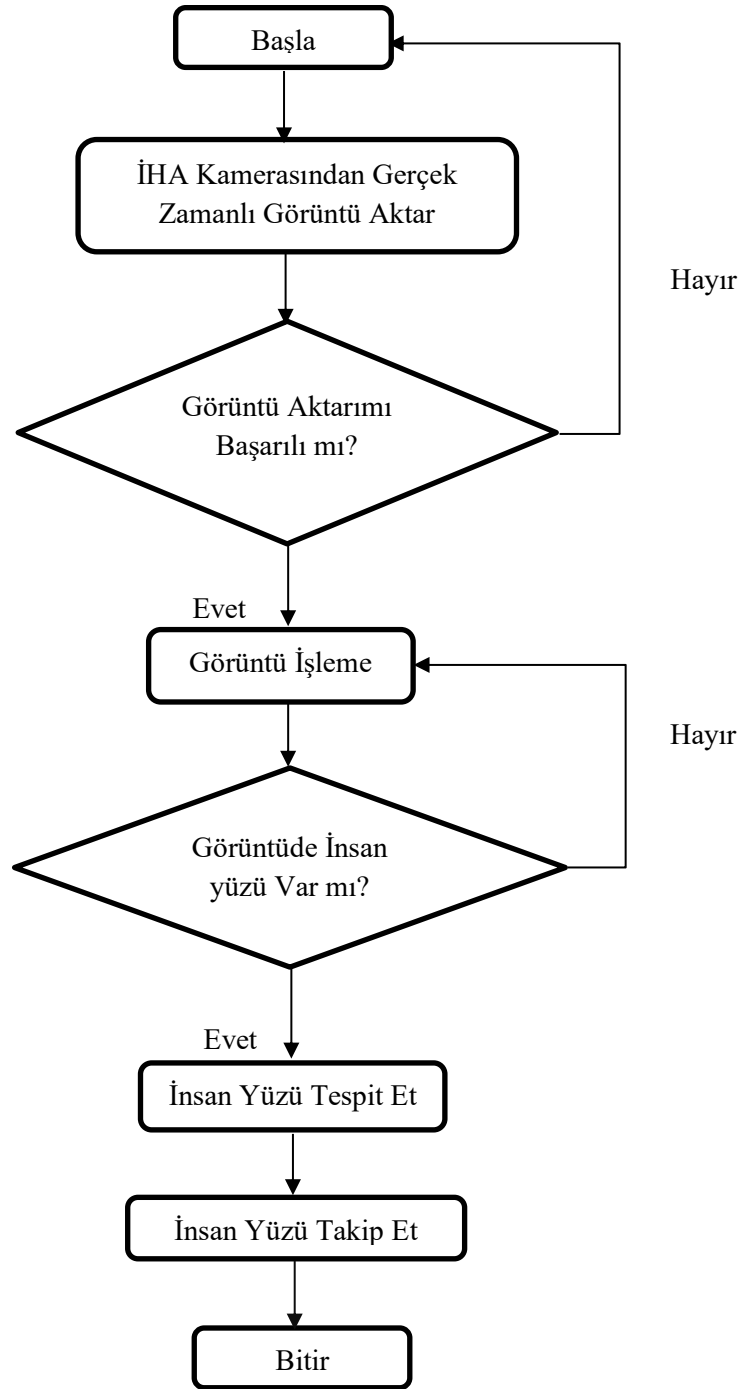 Başla
İHA Kamerasından Gerçek
Zamanlı Görüntü Aktar
Hayır
Görüntü Aktarımı
Başarılı mı?
Evet
Görüntü İşleme
Hayır
Görüntüde İnsan
yüzü Var mı?
Evet
İnsan Yüzü Tespit Et
İnsan Yüzü Takip Et
Bitir